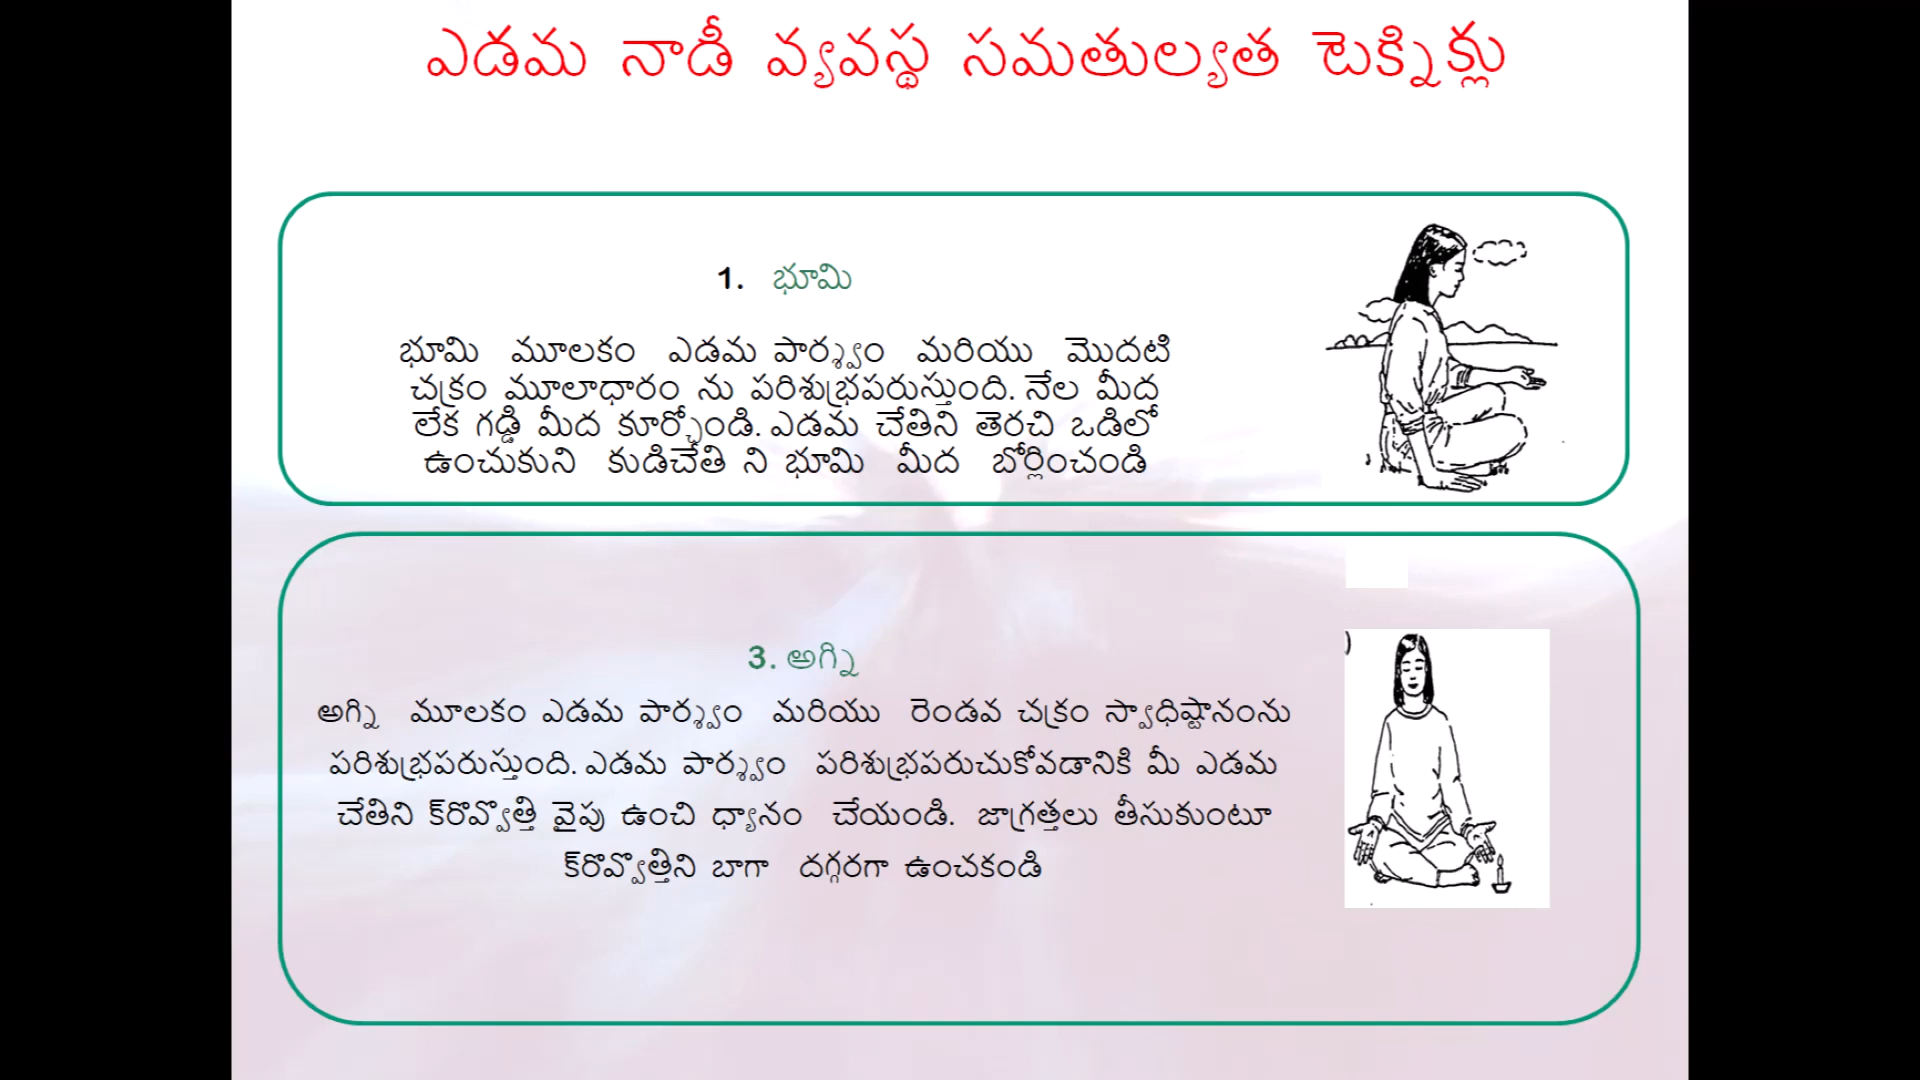 ఎడమ నాడీ వ్యవస్థ సమతుల్యత టెక్నిక్లు
1. భూమి
భూమి మూలకం ఎడమ పార్శ్వం మరియు మొదటి
చక్రం మూలాధారం ను పరిశుభ్రపరుస్తుంది. నేల మీద
లేక గడ్డి మీద కూర్చోండి. ఎడమ చేతిని తెరచి ఒడిలో
ఉంచుకుని కుడిచేతి ని భూమి మీద బోర్లించండి
3. అగ్ని
అగ్ని మూలకం ఎడమ పార్శ్వం మరియు రెండవ చక్రం స్వాధిష్టానంను
పరిశుభ్రపరుస్తుంది. ఎడమ పార్శ్వం పరిశుభ్రపరుచుకోవడానికి మీ ఎడమ
చేతిని క్‌రొవ్వొత్తి వైపు ఉంచి ధ్యానం చేయండి. జాగ్రత్తలు తీసుకుంటూ
క్‌రొవ్వొత్తిని బాగా దగ్గరగా ఉంచకండి